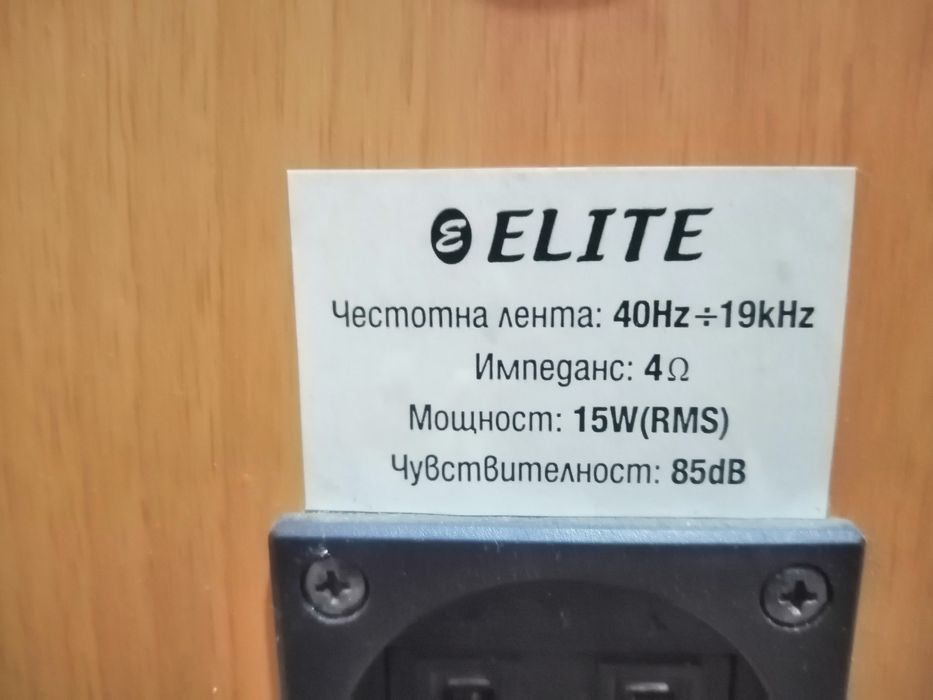 ELITE
Честотна лента: 40Hz÷19kHz
Импеданс: 4Ω
Мощност: 15W(RMS)
Чувствителност: 85dB